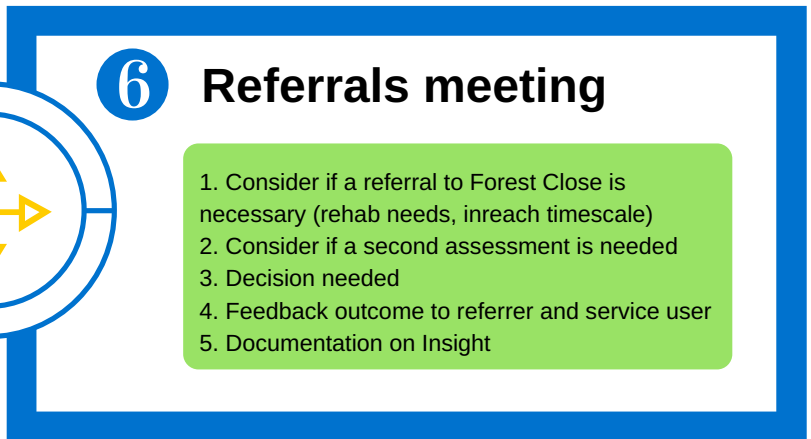 6 Referrals meeting
1. Consider if a referral to Forest Close is
necessary (rehab needs, inreach timescale)
2. Consider if a second assessment is needed
3. Decision needed
4. Feedback outcome to referrer and service user
5. Documentation on Insight